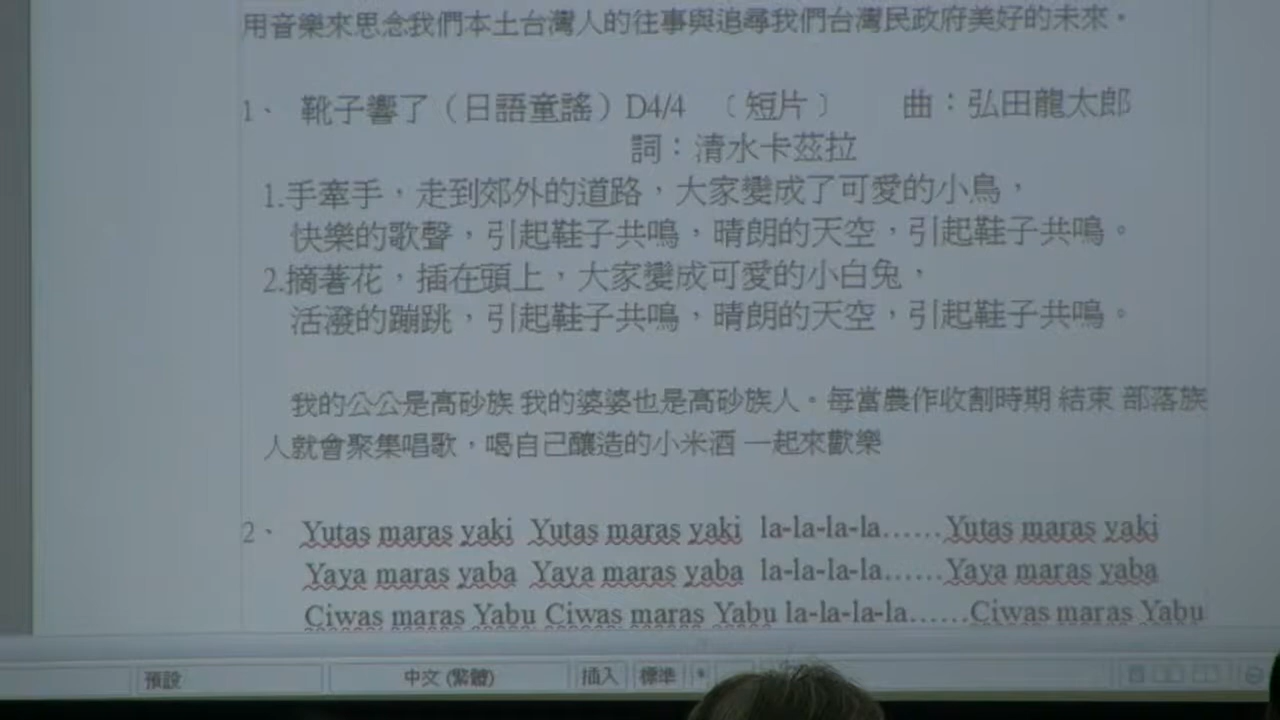 用音樂來思念我們本土台灣人的往事與追尋我們台灣民政府美好的未來。
1、 靴子響了（日語童謠）D4/4 〔短片〕 曲：弘田龍太郎
詞：清水卡茲拉
1.手牽手，走到郊外的道路，大家變成了可愛的小鳥，
快樂的歌聲，引起鞋子共鳴，晴朗的天空，引起鞋子共鳴。
2.摘著花，插在頭上，大家變成可愛的小白兔，
活潑的蹦跳，引起鞋子共鳴，晴朗的天空，引起鞋子共鳴。
我的公公是高砂族 我的婆婆也是高砂族人。每當農作收割時期 結束 部落族
人就會聚集唱歌，喝自己釀造的小米酒 一起來歡樂
2、 Yutas maras yaki Yutas maras yaki la-la-la-la……Yutas maras yaki
Yaya maras yaba Yaya maras yaba la-la-la-la……Yaya maras yaba
Ciwas maras Yabu Ciwas maras Yabu la-la-la-la……Ciwas maras Yabu
預設 中文 (繁體) 插入 標準 *